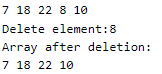 7 18 22 8 10
Delete element:8
Array after deletion:
7 18 22 10